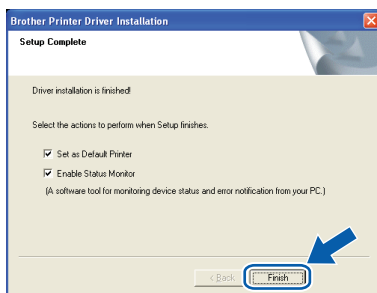 Brother Printer Driver Installation
Setup Complete
Driver installation is finished!
Select the actions to perform when Setup finishes.
Set as Default Printer
Enable Status Monitor
(A software tool for monitoring device status and error notification from your PC.)
< Back
Finish